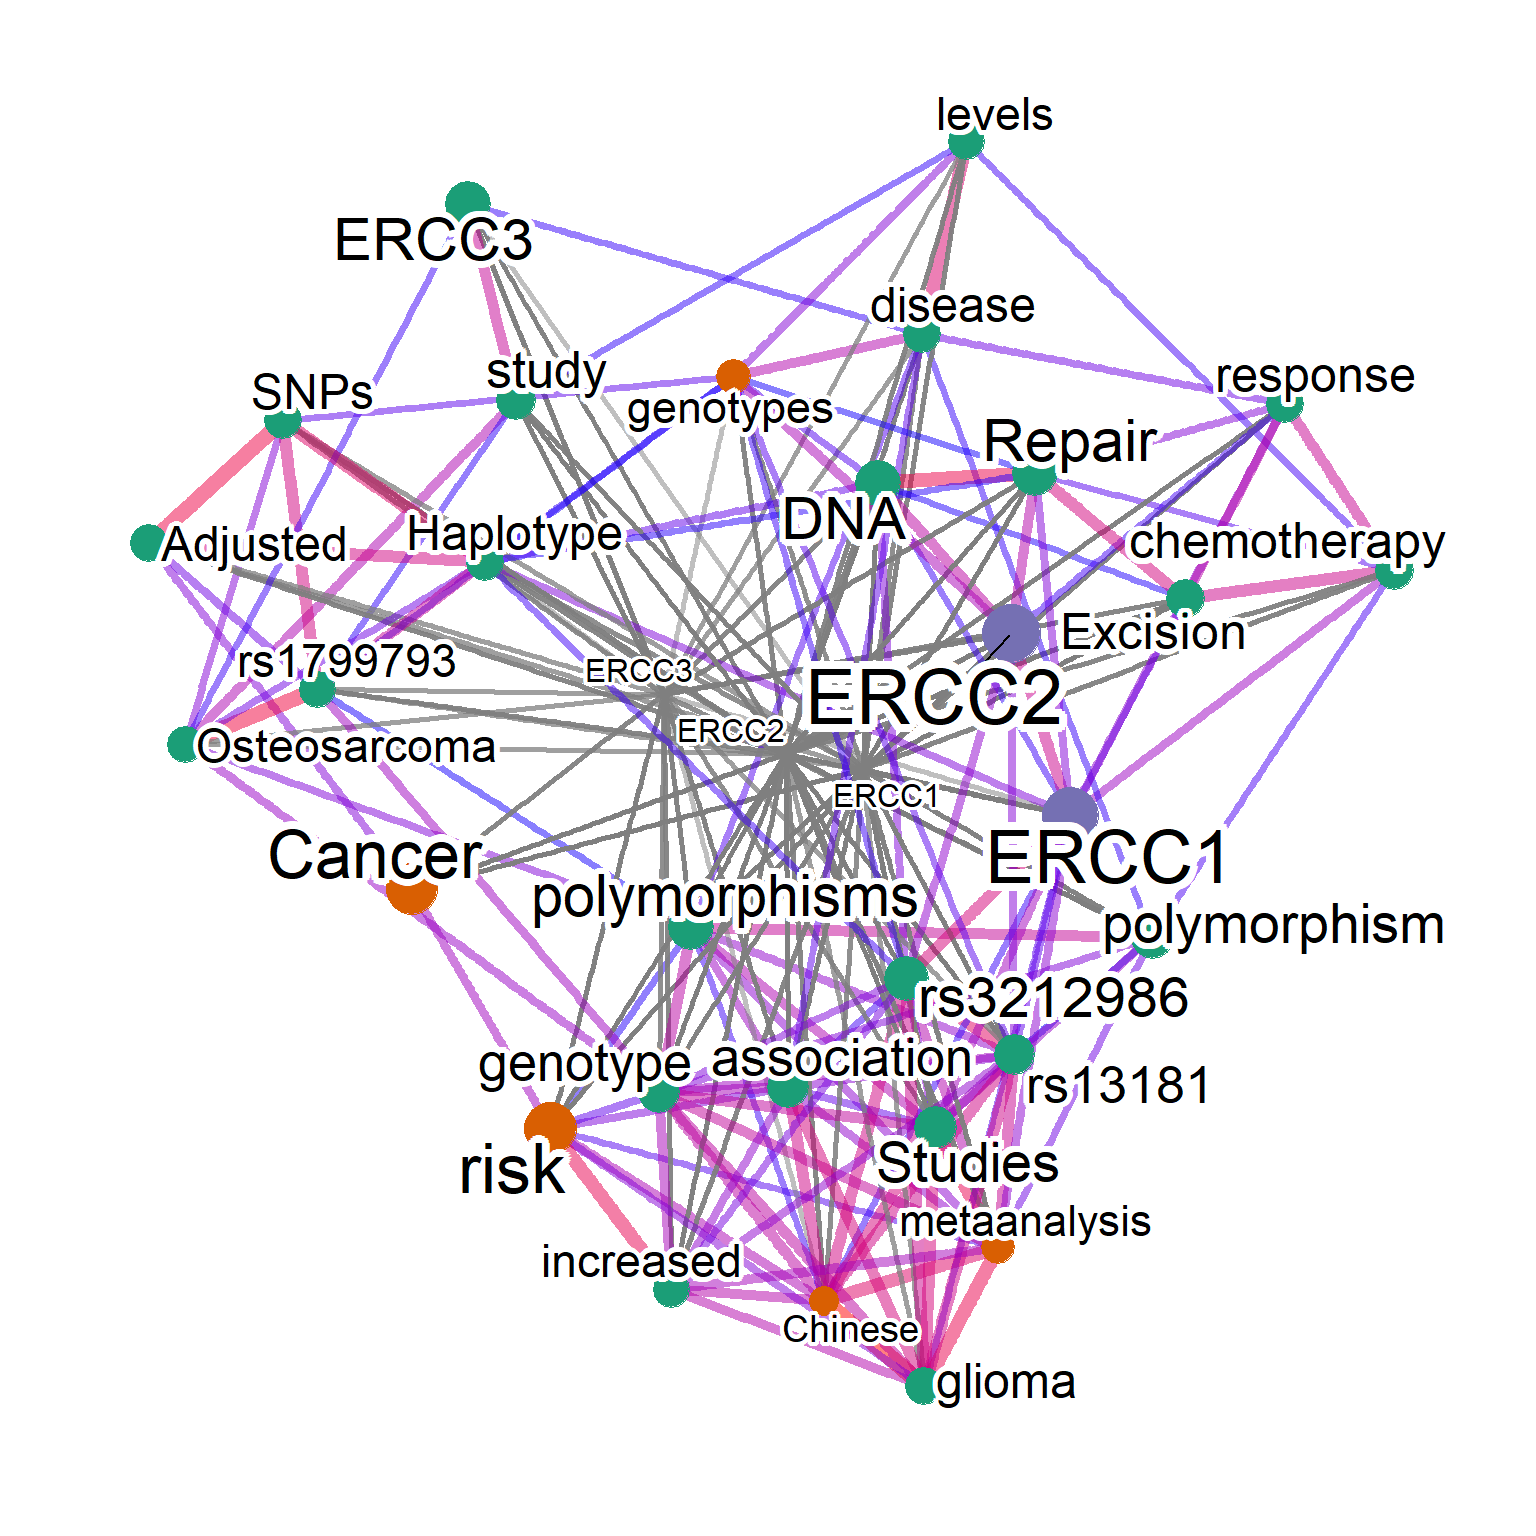 levels
ERCC3
disease
study
SNPs
response
genotypes
Repair
DNA
Haplotype
Adjusted
chemotherapy
Excision
rs1799793
ERCC3
ERCC2
ERCC2
Osteosarcoma
ERCC1
Cancer
ERCC1
polymorphisms
polymorphism
rs3212986
genotype
association
rs13181
risk
Studies
metaanalysis
increased
Chinese
glioma